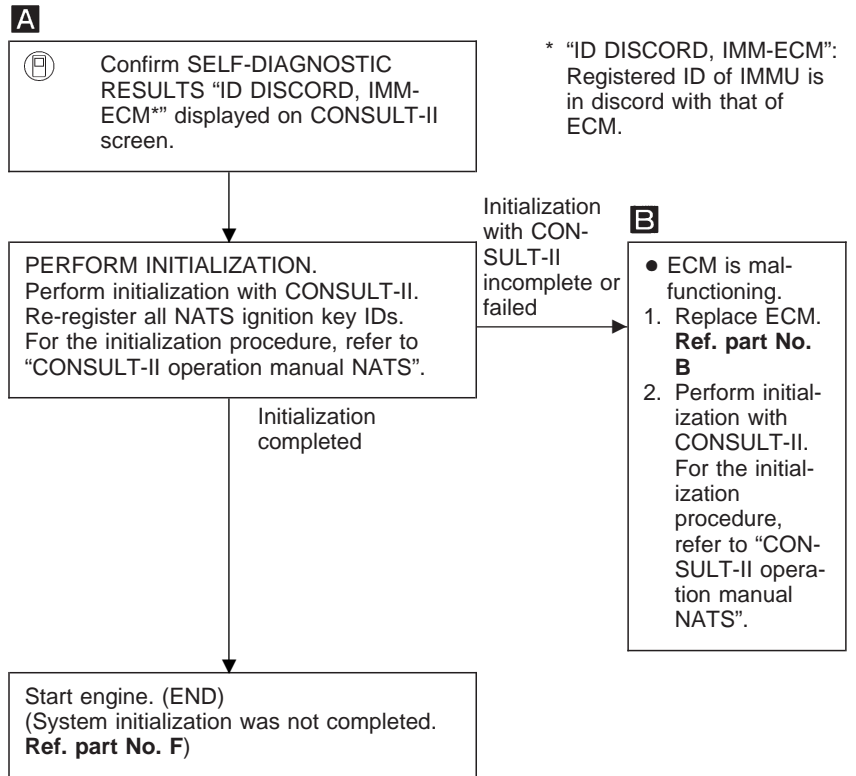 A
Confirm SELF-DIAGNOSTIC
RESULTS “ID DISCORD, IMM-
ECM*” displayed on CONSULT-II
screen.
* “ID DISCORD, IMM-ECM”:
Registered ID of IMMU is
in discord with that of
ECM.
PERFORM INITIALIZATION.
Perform initialization with CONSULT-II.
Re-register all NATS ignition key IDs.
For the initialization procedure, refer to
“CONSULT-II operation manual NATS”.
Initialization
with CON-
SULT-II
incomplete or
failed
B
● ECM is mal-
functioning.
1. Replace ECM.
Ref. part No.
B
2. Perform initial-
ization with
CONSULT-II.
For the initial-
ization
procedure,
refer to “CON-
SULT-II opera-
tion manual
NATS”.
Initialization
completed
Start engine. (END)
(System initialization was not completed.
Ref. part No. F)